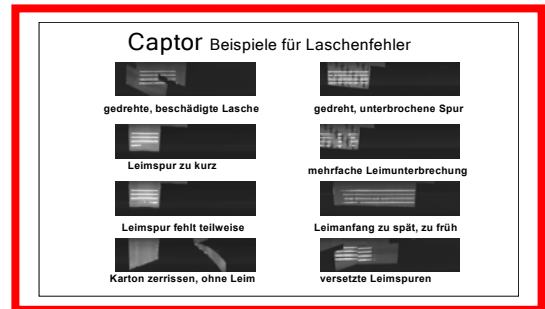 Captor Beispiele für Laschenfehler
gedrehte, beschädigte Lasche
gedreht, unterbrochene Spur
Leimspur zu kurz
mehrfache Leimunterbrechung
Leimspur fehlt teilweise
Leimanfang zu spät, zu früh
Karton zerrissen, ohne Leim
versetzte Leimspuren